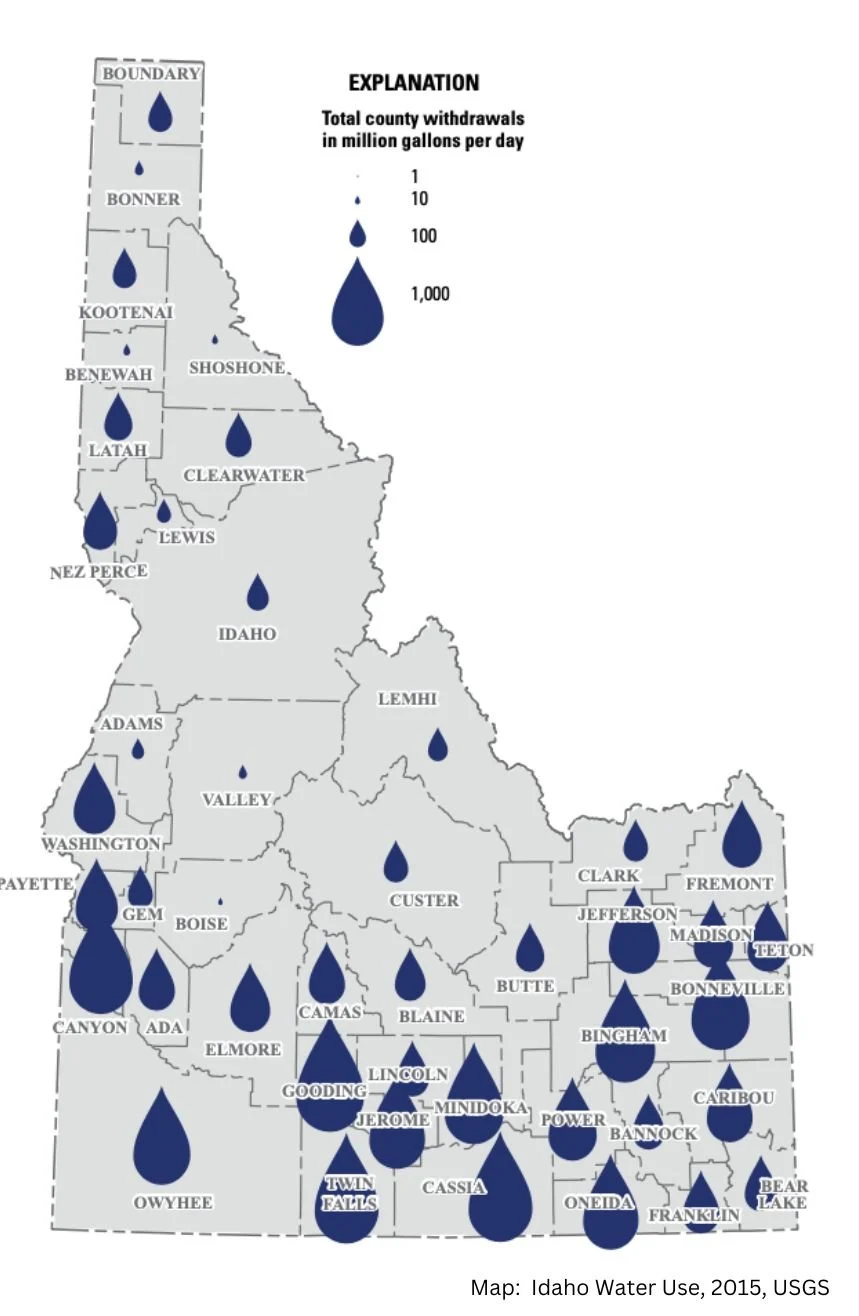 BOUNDARY
EXPLANATION
Total county withdrawals
in million gallons per day
1
10
100
1,000
BONNER
KOOTENAI
BENEWAH
SHOSHONE
LATAH
CLEARWATER
LEWIS
NEZ PERCE
IDAHO
LEMHI
ADAMS
VALLEY
WASHINGTON
PAYETTE
GEM
BOISE
CUSTER
CLARK
FREMONT
JEFFERSON
MADISON
TETON
BUTTE
BONNEVILLE
CANYON
ADA
CAMAS
BLAINE
ELMORE
BINGHAM
LINCOLN
GOODING
JEROME
MINIDOKA
POWER
BANNOCK
CARIBOU
OWYHEE
TWIN
FALLS
CASSIA
ONEIDA
FRANKLIN
BEAR
LAKE
Map: Idaho Water Use, 2015, USGS